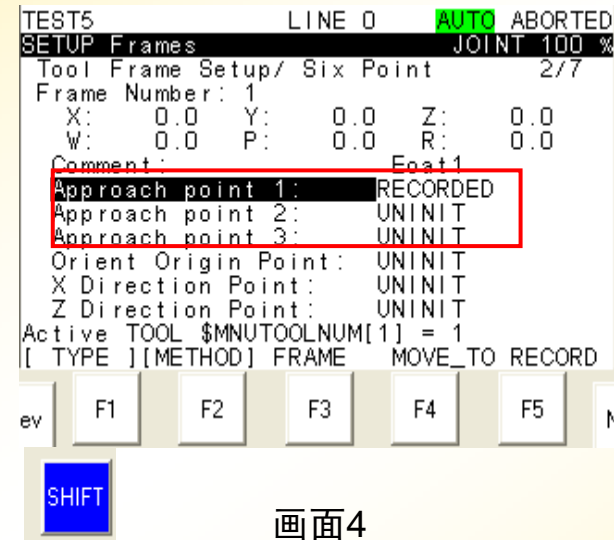 TEST5 LINE 0 AUTO ABORTED
SETUP Frames JOINT 100 %
Tool Frame Setup/ Six Point 2/7
Frame Number: 1
X: 0.0 Y: 0.0 Z: 0.0
W: 0.0 P: 0.0 R: 0.0
Comment: Eoat1
Approach point 1: RECORDED
Approach point 2: UNINIT
Approach point 3: UNINIT
Orient Origin Point: UNINIT
X Direction Point: UNINIT
Z Direction Point: UNINIT
Active TOOL $MNUTOOLNUM[1] = 1
[ TYPE ][METHOD] FRAME MOVE_TO RECORD
ev F1 F2 F3 F4 F5
SHIFT
画面4